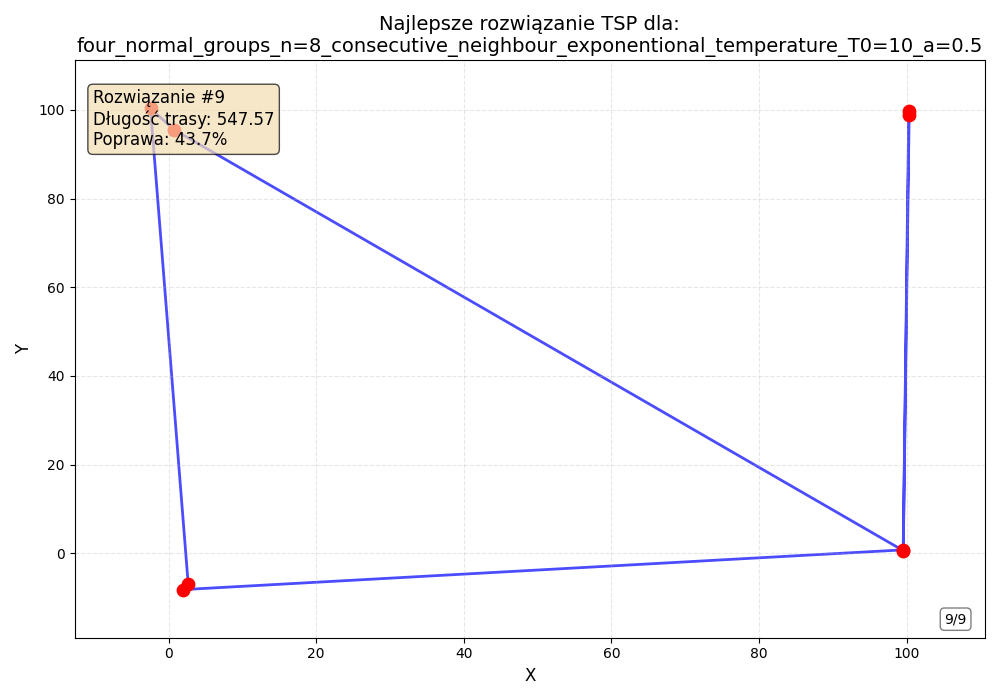 Najlepsze rozwiązanie TSP dla:
four_normal_groups_n=8_consecutive_neighbour_exponentional_temperature_T0=10_a=0.5
Rozwiązanie #9
Długość trasy: 547.57
Poprawa: 43.7%
100
80
60
40
20
0
Y
9/9
0
20
40
60
80
100
X